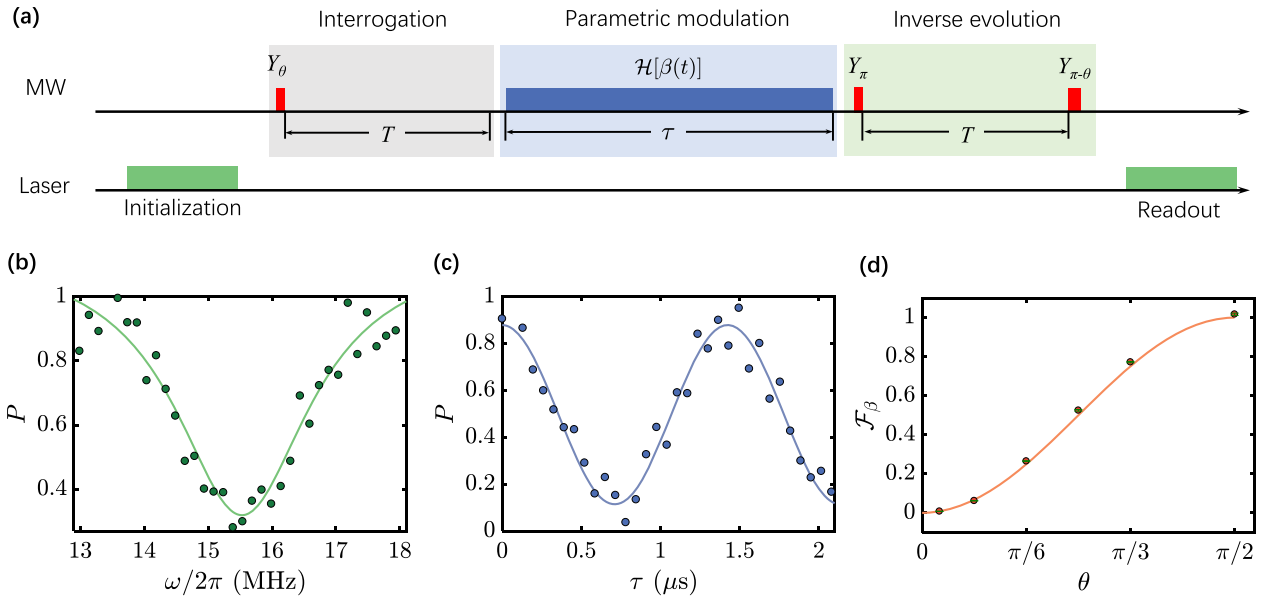 (a)
Interrogation Parametric modulation Inverse evolution
MW
Y_θ
T
ℋ[β(t)]
τ
Y_π
Y_{π-θ}
T
Laser
Initialization
Readout
(b)
1
0.8
0.6
0.4
P
13 14 15 16 17 18
ω/2π (MHz)
(c)
1
0.8
0.6
0.4
0.2
0
P
0 0.5 1 1.5 2
τ (μs)
(d)
1
0.8
0.6
0.4
0.2
0
ℱ_β
0 π/6 π/3 π/2
θ